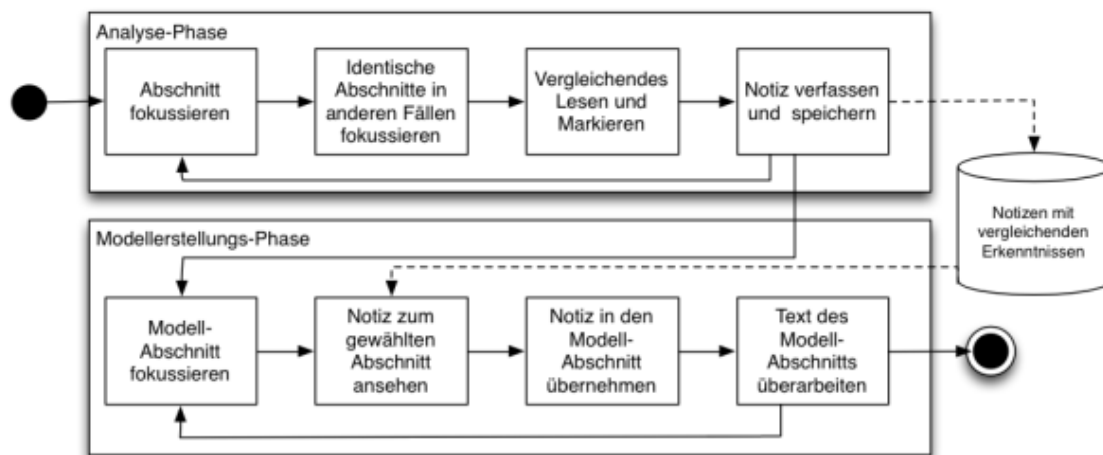 Analyse-Phase
Abschnitt
fokussieren
Identische
Abschnitte in
anderen Fällen
fokussieren
Vergleichendes
Lesen und
Markieren
Notiz verfassen
und speichern
Notizen mit
vergleichenden
Erkenntnissen
Modellerstellungs-Phase
Modell-
Abschnitt
fokussieren
Notiz zum
gewählten
Abschnitt
ansehen
Notiz in den
Modell-
Abschnitt
übernehmen
Text des
Modell-
Abschnitts
überarbeiten